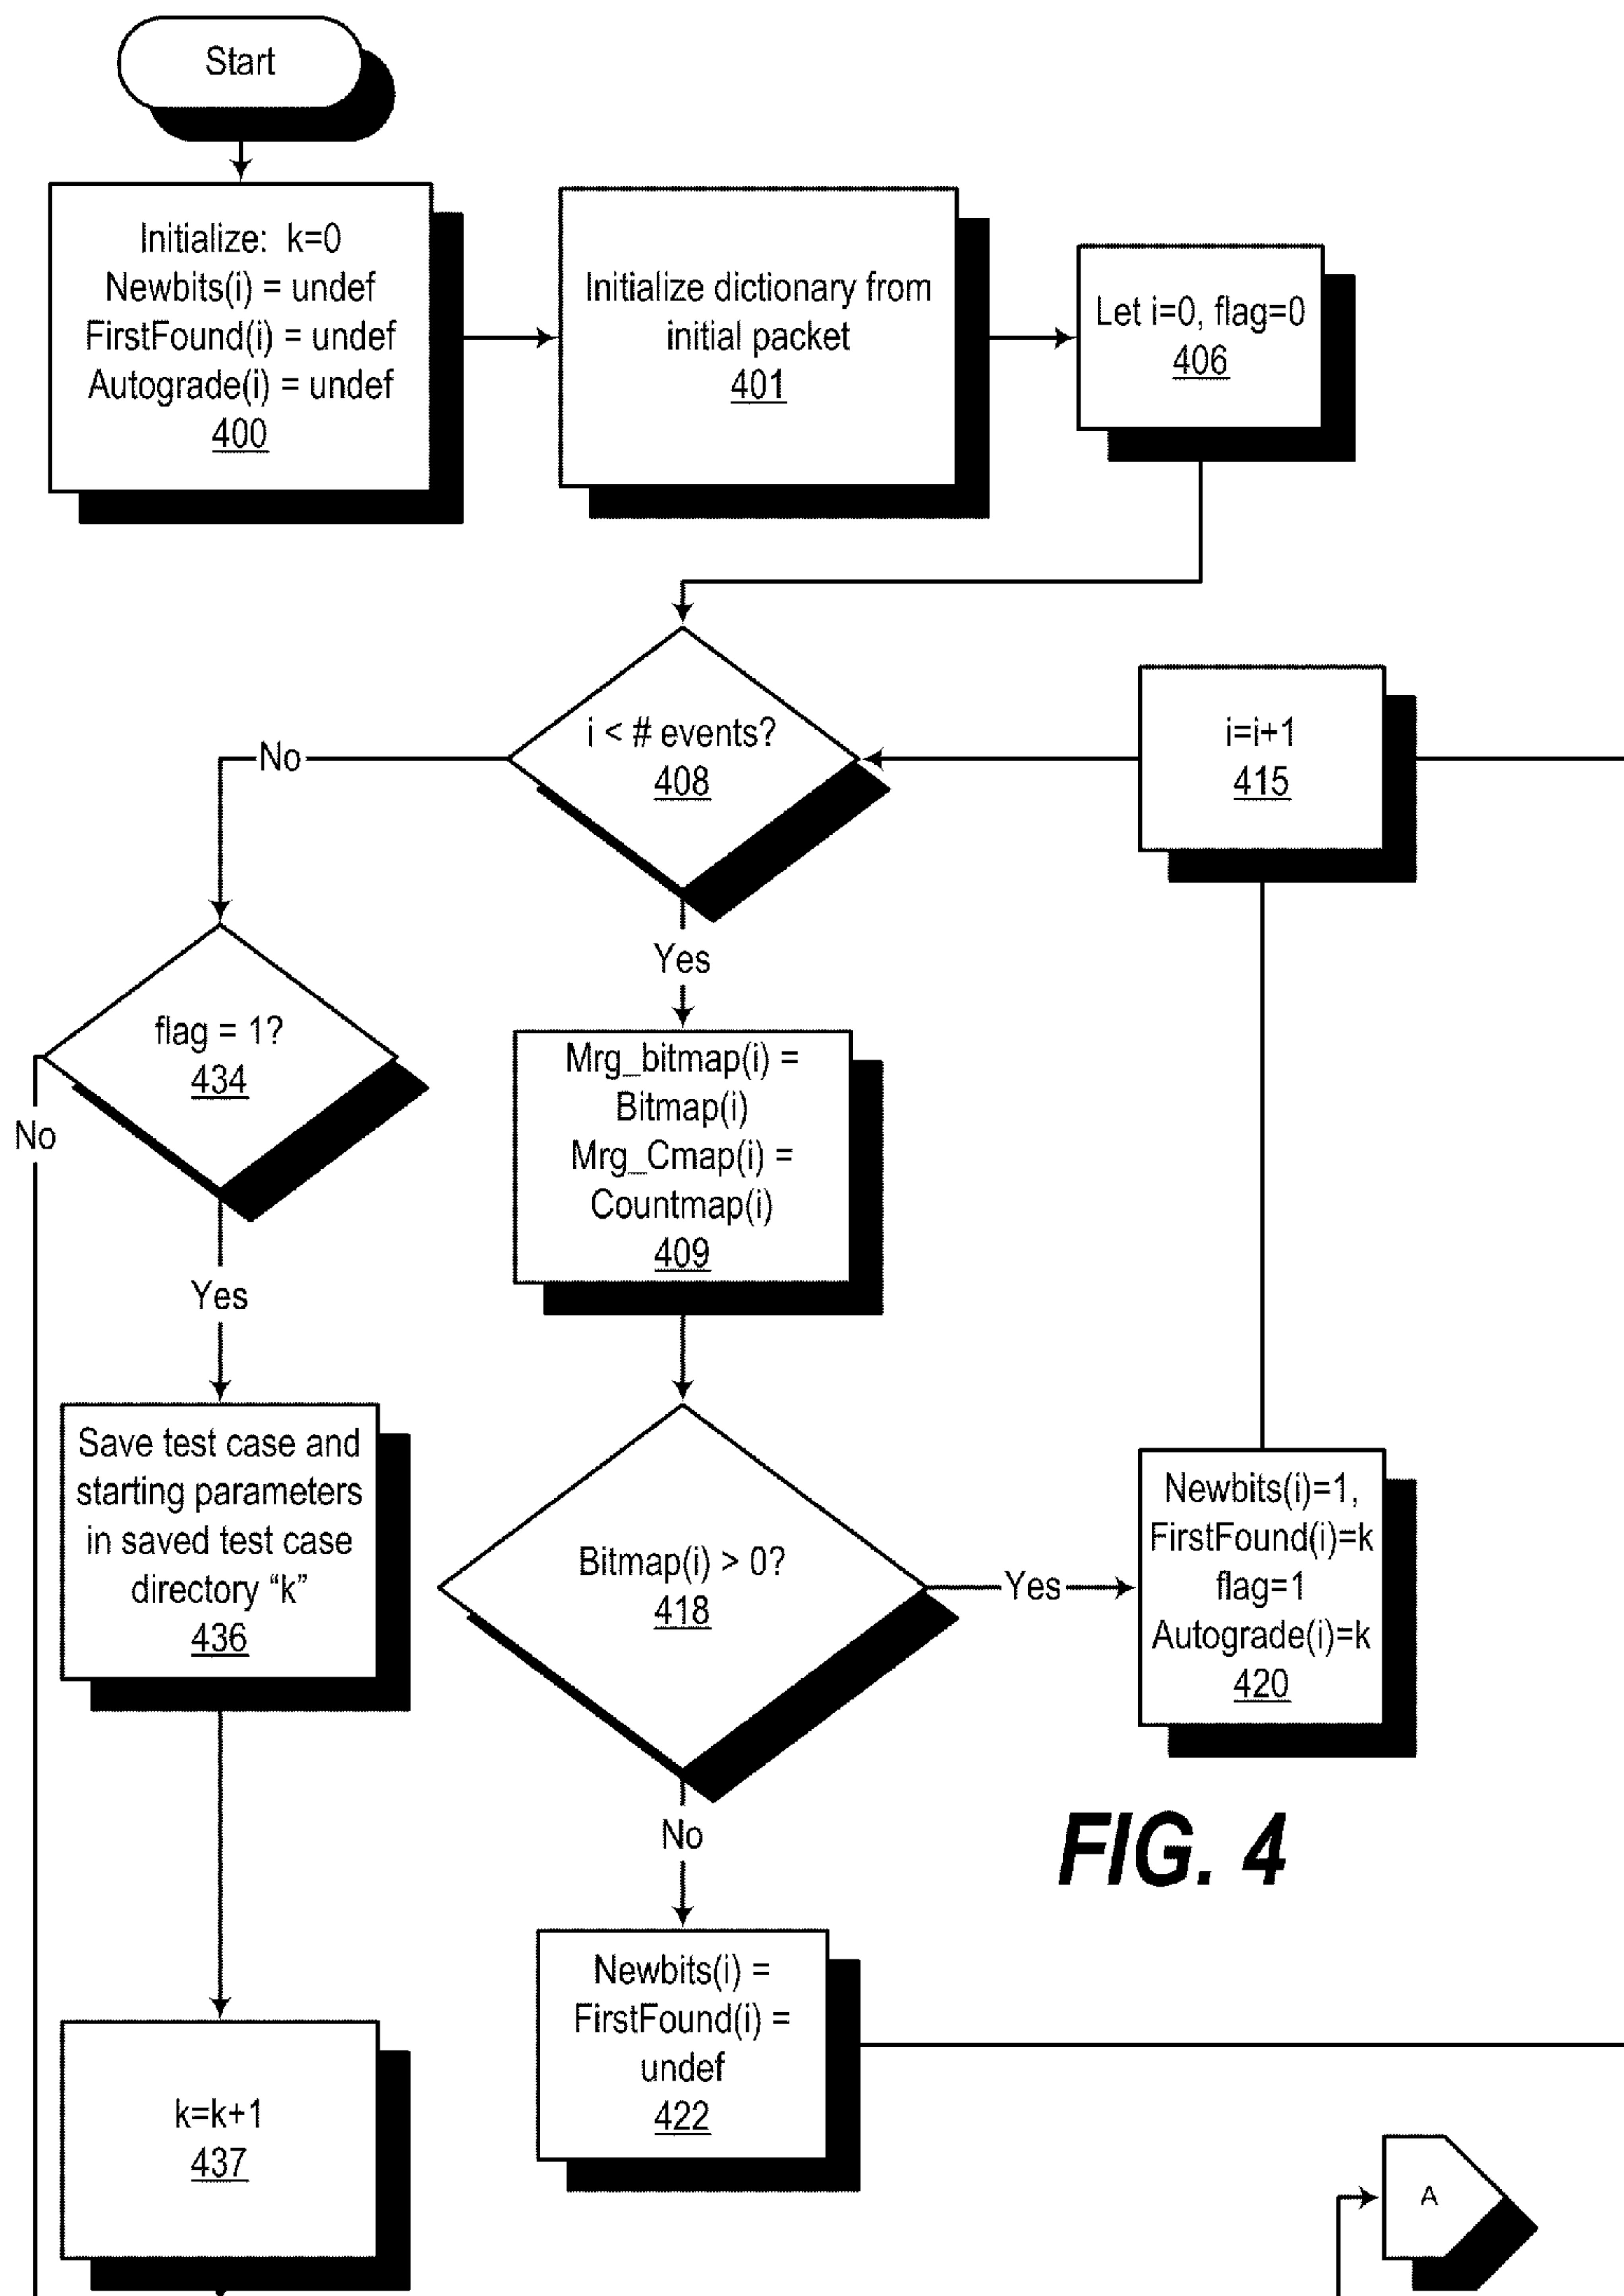 Start
Initialize: k=0
Newbits(i) = undef
FirstFound(i) = undef
Autograde(i) = undef
400
Initialize dictionary from
initial packet
401
Let i=0, flag=0
406
i < # events?
408
i=i+1
415
No
Yes
flag = 1?
434
No
Yes
Mrg_bitmap(i) =
Bitmap(i)
Mrg_Cmap(i) =
Countmap(i)
409
Save test case and
starting parameters
in saved test case
directory “k”
436
Bitmap(i) > 0?
418
Yes
Newbits(i)=1,
FirstFound(i)=k
flag=1
Autograde(i)=k
420
No
FIG. 4
Newbits(i) =
FirstFound(i) =
undef
422
k=k+1
437
A